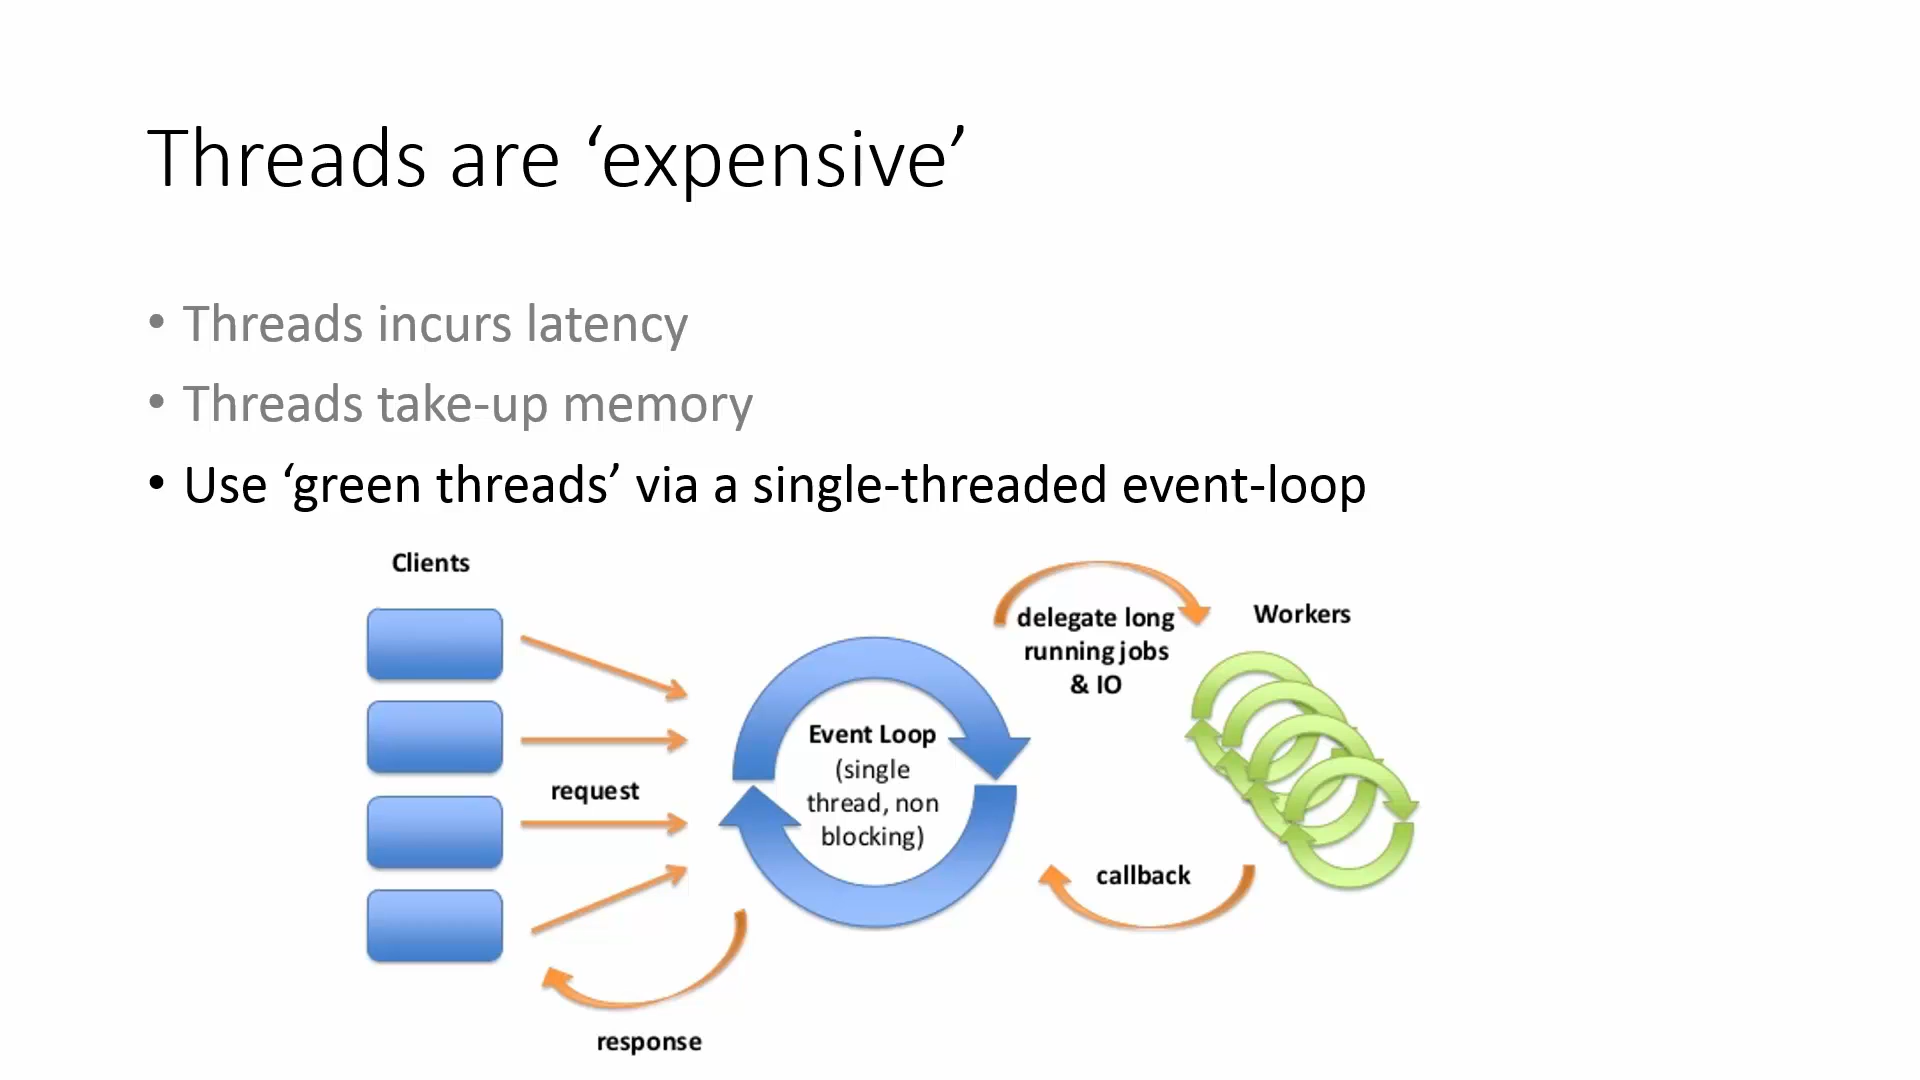 Threads are ‘expensive’
• Threads incurs latency
• Threads take-up memory
• Use ‘green threads’ via a single-threaded event-loop
Clients
request
response
Event Loop
(single
thread, non
blocking)
delegate long
running jobs
& IO
Workers
callback